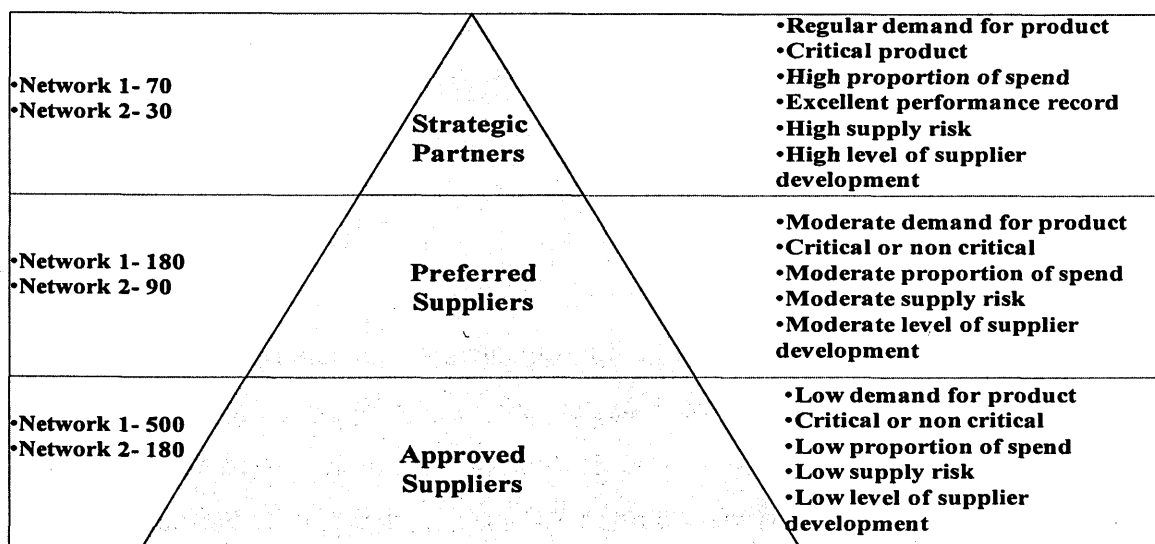 •Network 1- 70
•Network 2- 30
Strategic
Partners
•Regular demand for product
•Critical product
•High proportion of spend
•Excellent performance record
•High supply risk
•High level of supplier
development
•Network 1- 180
•Network 2- 90
Preferred
Suppliers
•Moderate demand for product
•Critical or non critical
•Moderate proportion of spend
•Moderate supply risk
•Moderate level of supplier
development
•Network 1- 500
•Network 2- 180
Approved
Suppliers
•Low demand for product
•Critical or non critical
•Low proportion of spend
•Low supply risk
•Low level of supplier
development